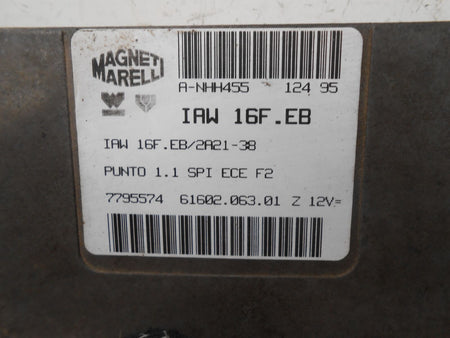 MAGNETI
MARELLI
A-NHH455 124 95
IAW 16F.EB
IAW 16F.EB/2A21-38
PUNTO 1.1 SPI ECE F2
7795574 61602.063.01 Z 12V=